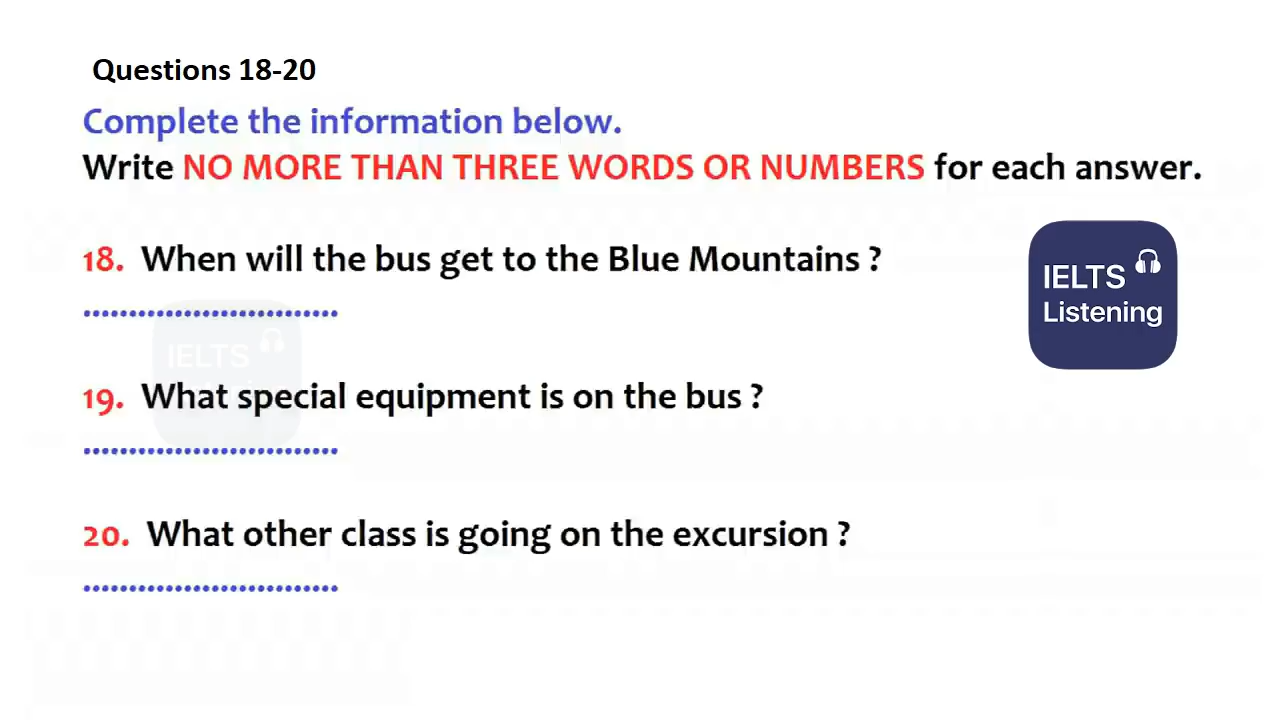 Questions 18-20
Complete the information below.
Write NO MORE THAN THREE WORDS OR NUMBERS for each answer.
18. When will the bus get to the Blue Mountains ?
...........................
IELTS
Listening
IELTS
19. What special equipment is on the bus ?
...........................
20. What other class is going on the excursion ?
...........................